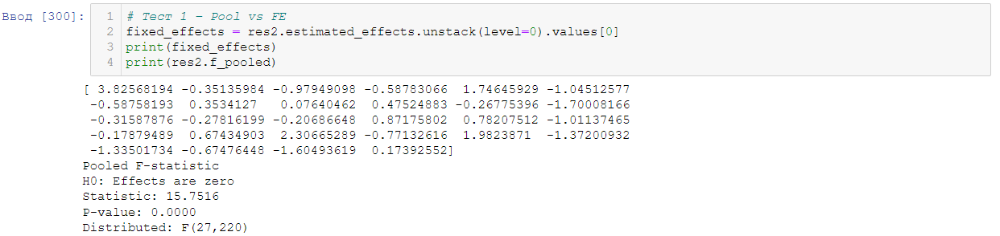 Ввод [300]:
1 # Тест 1 - Pool vs FE
2 fixed_effects = res2.estimated_effects.unstack(level=0).values[0]
3 print(fixed_effects)
4 print(res2.f_pooled)
[ 3.82568194 -0.35135984 -0.97949098 -0.58783066  1.74645929 -1.04512577
 -0.58758193  0.3534127   0.07640462  0.47524883 -0.26775396 -1.70008166
 -0.31587876 -0.27816199 -0.20686648  0.87175802  0.78207512 -1.01137465
 -0.17879489  0.67434903  2.30665289 -0.77132616  1.9823871  -1.37200932
 -1.33501734 -0.67476448 -1.60493619  0.17392552]
Pooled F-statistic
H0: Effects are zero
Statistic: 15.7516
P-value: 0.0000
Distributed: F(27,220)